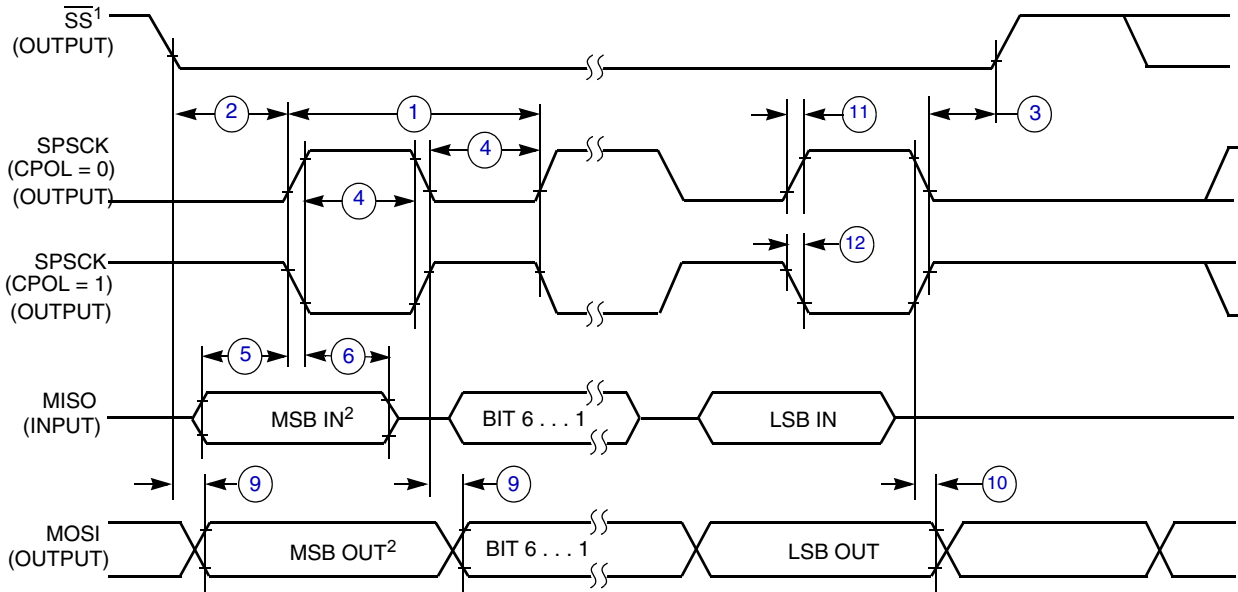 SS¹
(OUTPUT)
2
1
11
3
SPSCK
(CPOL = 0)
(OUTPUT)
4
4
12
SPSCK
(CPOL = 1)
(OUTPUT)
5
6
MISO
(INPUT)
MSB IN²
BIT 6 . . . 1
LSB IN
9
9
10
MOSI
(OUTPUT)
MSB OUT²
BIT 6 . . . 1
LSB OUT